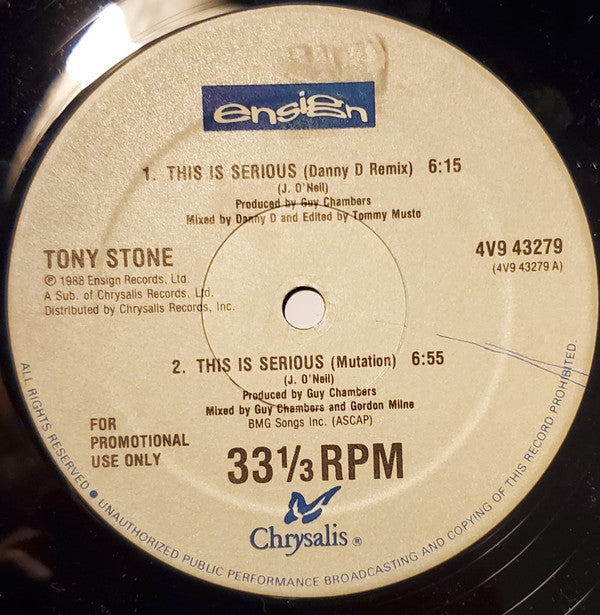 ensign
1. THIS IS SERIOUS (Danny D Remix) 6:15
(J. O'Neil)
Produced by Guy Chambers
Mixed by Danny D and Edited by Tommy Musto
TONY STONE
℗ 1988 Ensign Records, Ltd.
A Sub. of Chrysalis Records, Ltd.
Distributed by Chrysalis Records, Inc.
4V9 43279
(4V9 43279 A)
2. THIS IS SERIOUS (Mutation) 6:55
(J. O'Neil)
Produced by Guy Chambers
Mixed by Guy Chambers and Gordon Milne
BMG Songs Inc. (ASCAP)
FOR
PROMOTIONAL
USE ONLY
33 1/3 RPM
Chrysalis ®
ALL RIGHTS RESERVED ● UNAUTHORIZED PUBLIC PERFORMANCE BROADCASTING AND COPYING OF THIS RECORD PROHIBITED.